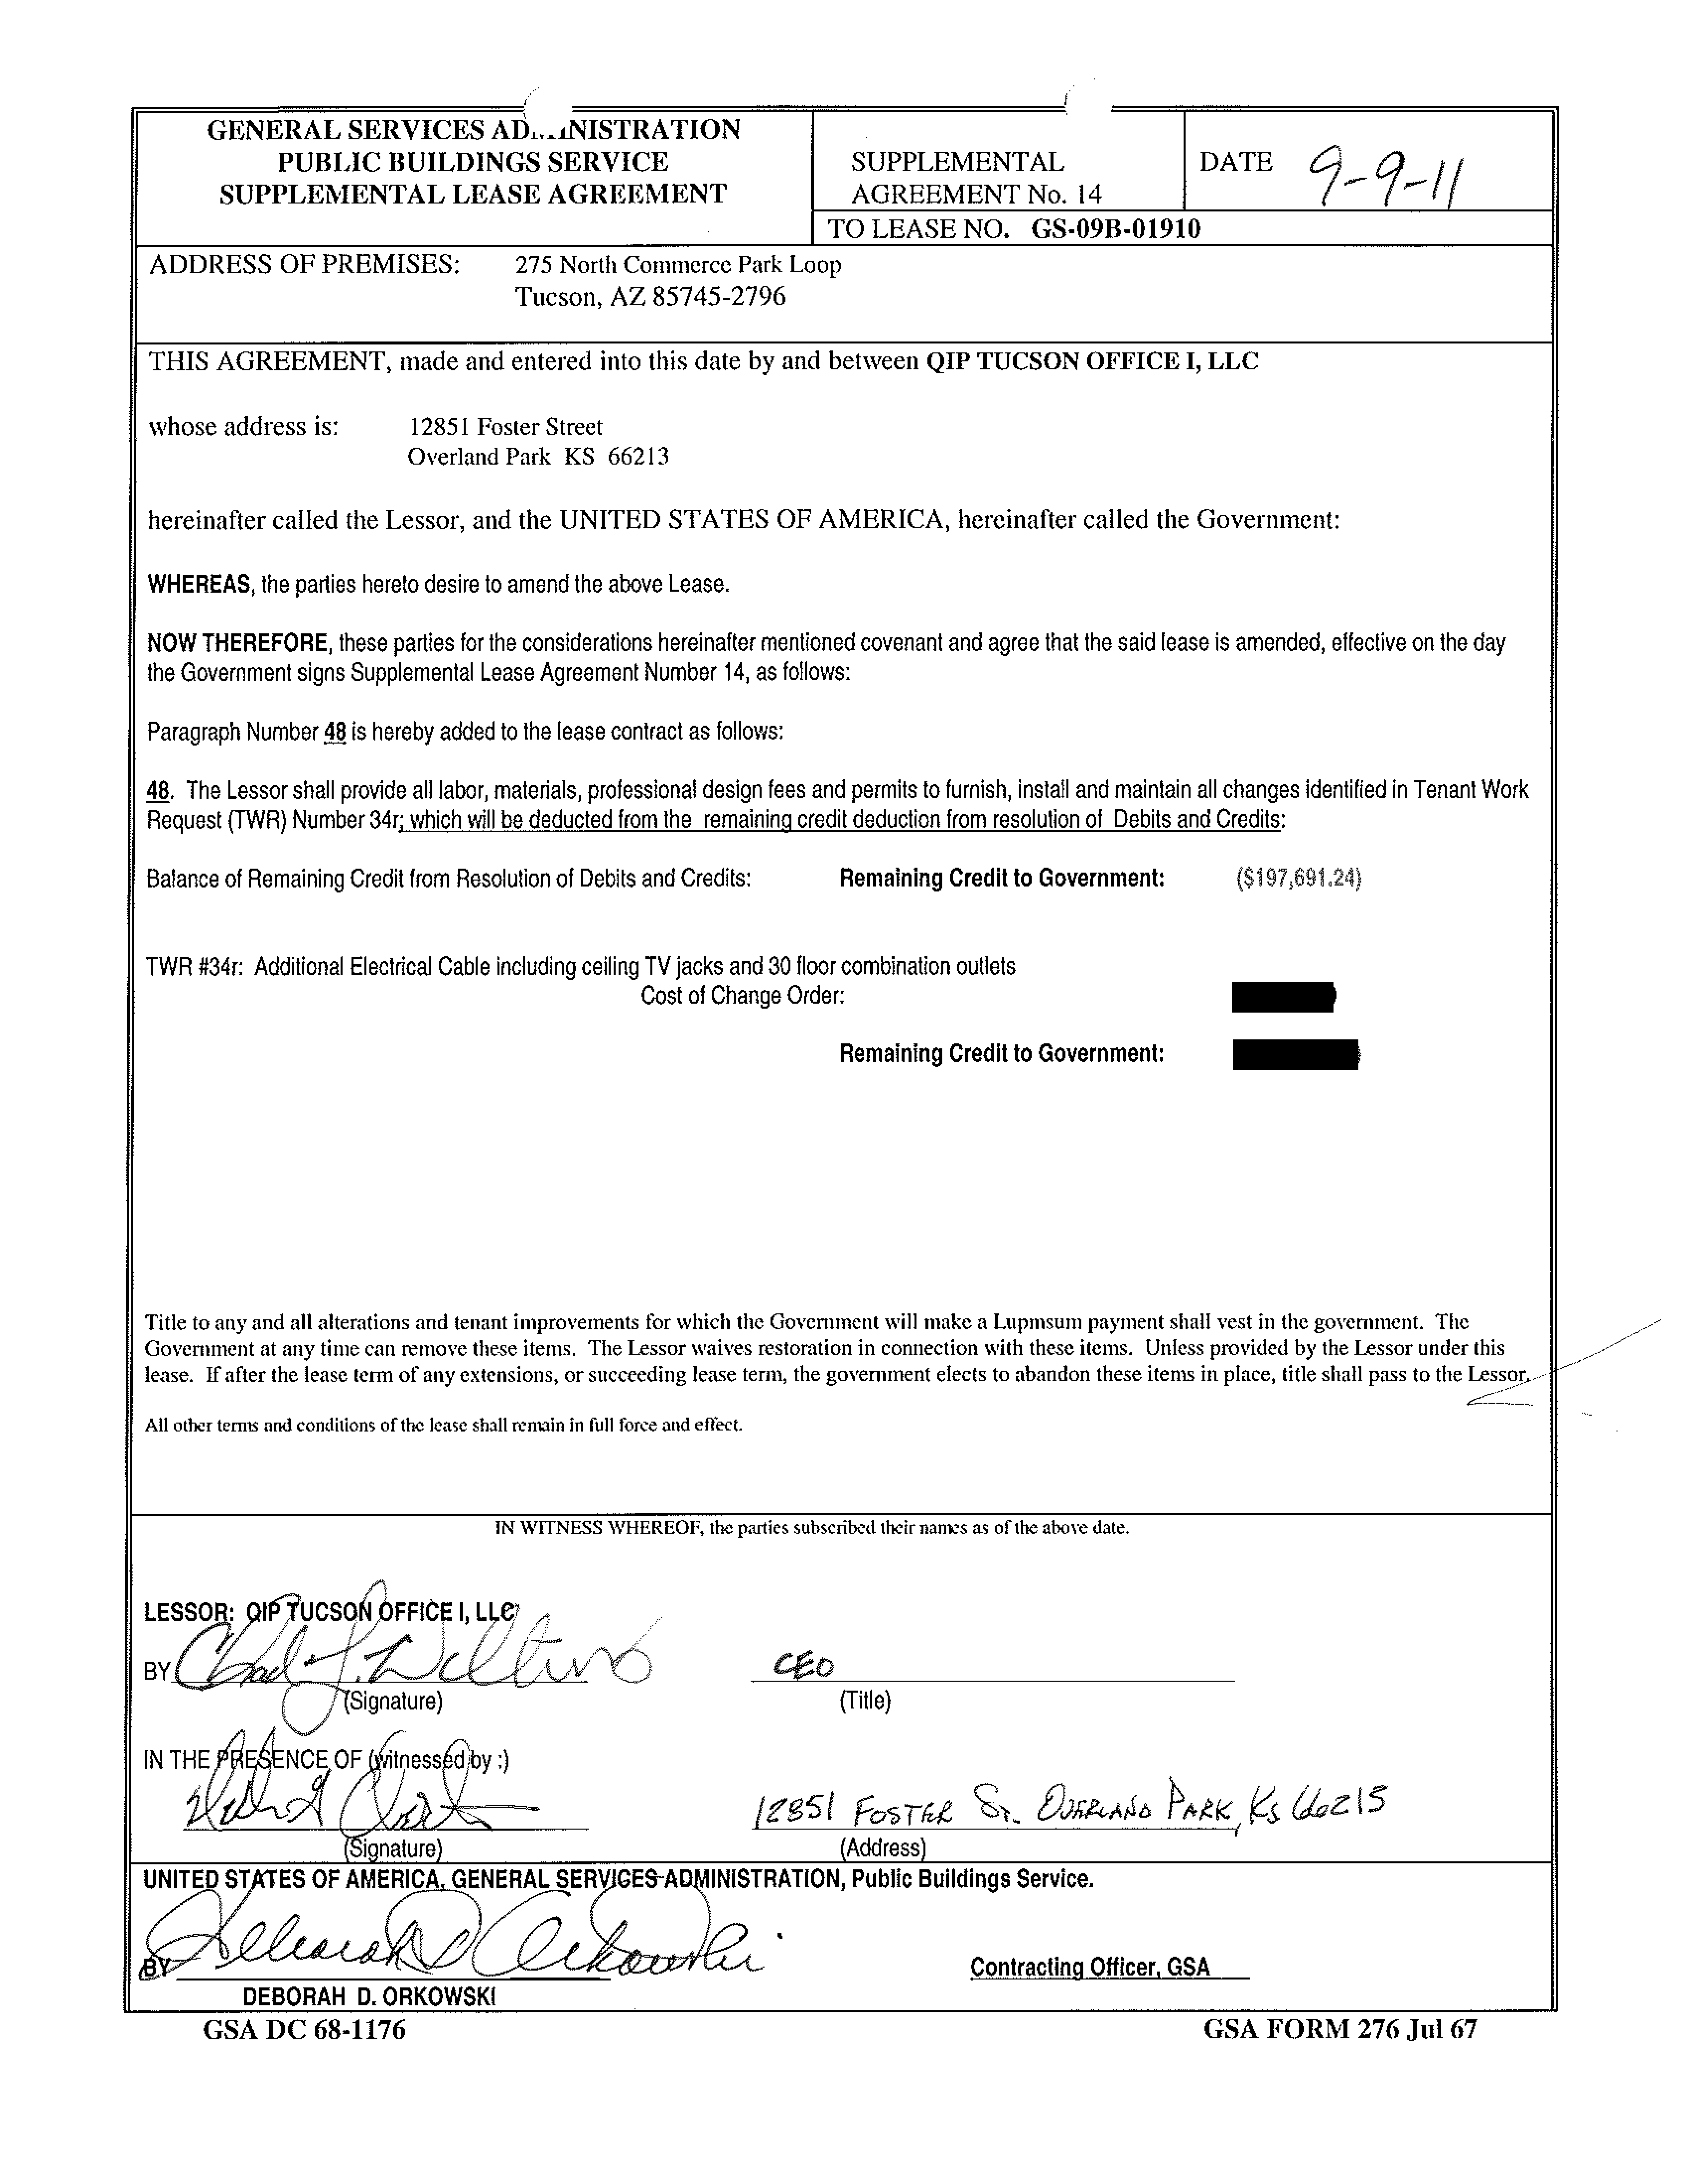 GENERAL SERVICES AD...INISTRATION
PUBLIC BUILDINGS SERVICE
SUPPLEMENTAL LEASE AGREEMENT
SUPPLEMENTAL
AGREEMENT No. 14
DATE 9-9-11
TO LEASE NO. GS-09B-01910
ADDRESS OF PREMISES: 275 North Commerce Park Loop
Tucson, AZ 85745-2796
THIS AGREEMENT, made and entered into this date by and between QIP TUCSON OFFICE I, LLC
whose address is: 12851 Foster Street
Overland Park KS 66213
hereinafter called the Lessor, and the UNITED STATES OF AMERICA, hereinafter called the Government:
WHEREAS, the parties hereto desire to amend the above Lease.
NOW THEREFORE, these parties for the considerations hereinafter mentioned covenant and agree that the said lease is amended, effective on the day
the Government signs Supplemental Lease Agreement Number 14, as follows:
Paragraph Number 48 is hereby added to the lease contract as follows:
48. The Lessor shall provide all labor, materials, professional design fees and permits to furnish, install and maintain all changes identified in Tenant Work
Request (TWR) Number 34r; which will be deducted from the remaining credit deduction from resolution of Debits and Credits:
Balance of Remaining Credit from Resolution of Debits and Credits: Remaining Credit to Government: ($197,691.24)
TWR #34r: Additional Electrical Cable including ceiling TV jacks and 30 floor combination outlets
Cost of Change Order:
Remaining Credit to Government:
Title to any and all alterations and tenant improvements for which the Government will make a Lupmsum payment shall vest in the government. The
Government at any time can remove these items. The Lessor waives restoration in connection with these items. Unless provided by the Lessor under this
lease. If after the lease term of any extensions, or succeeding lease term, the government elects to abandon these items in place, title shall pass to the Lessor.
All other terms and conditions of the lease shall remain in full force and effect.
IN WITNESS WHEREOF, the parties subscribed their names as of the above date.
LESSOR: QIP TUCSON OFFICE I, LLC
BY CEO
(Signature) (Title)
IN THE PRESENCE OF (witnessed by :)
12851 FOSTER ST. OVERLAND PARK, KS 66213
(Signature) (Address)
UNITED STATES OF AMERICA, GENERAL SERVICES ADMINISTRATION, Public Buildings Service.
BY Deborah D Orkowski Contracting Officer, GSA
DEBORAH D. ORKOWSKI
GSA DC 68-1176 GSA FORM 276 Jul 67